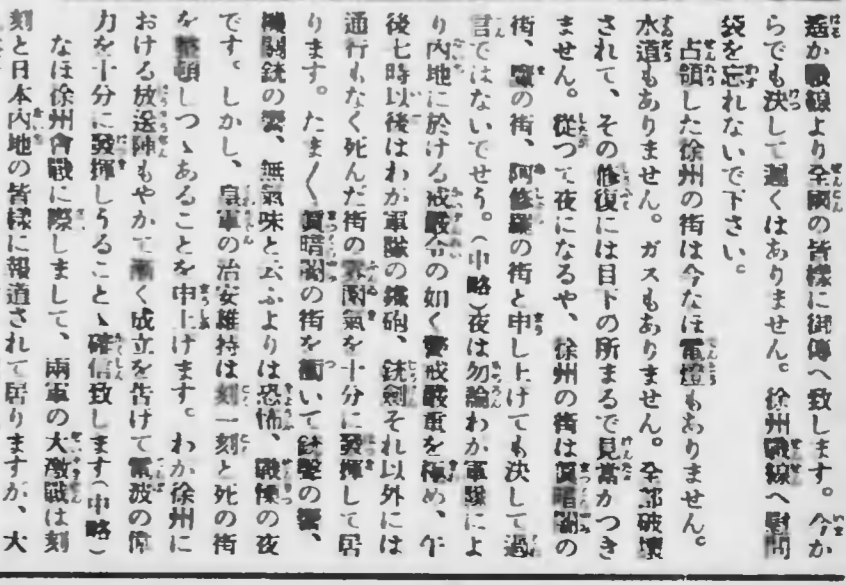 遙か戰線より全國の皆樣に御傳へ致します。今か
らでも決して遲くはありません。徐州戰線へ慰問
袋を忘れないで下さい。
占領した徐州の街は今なほ電燈もありません。
水道もありません。ガスもありません。全部破壞
されて、その修復には目下の所まるで見當がつき
ません。從つて夜になるや、徐州の街は眞暗闇の
街、魔の街、阿修羅の街と申し上げても決して過
言ではないでせう。(中略)夜は勿論わが軍隊によ
り内地に於ける戒嚴令の如く警戒嚴重を極め、午
後七時以後はわが軍隊の鐵砲、銃劍それ以外には
通行もなく死んだ街の雰圍氣を十分に發揮して居
ります。たま〱眞暗闇の街を衝いて銃聲の響、
機關銃の響、無氣味と云ふよりは恐怖、戰慄の夜
です。しかし、皇軍の治安維持は刻一刻と死の街
を整頓しつゝあることを申上げます。わが徐州に
おける放送陣もやがて漸く成立を告げて電波の偉
力を十分に發揮しうることゝ確信致します(中略)
なほ徐州會戰に際しまして、兩軍の大激戰は刻
刻と日本内地の皆樣に報道されて居りますが、大